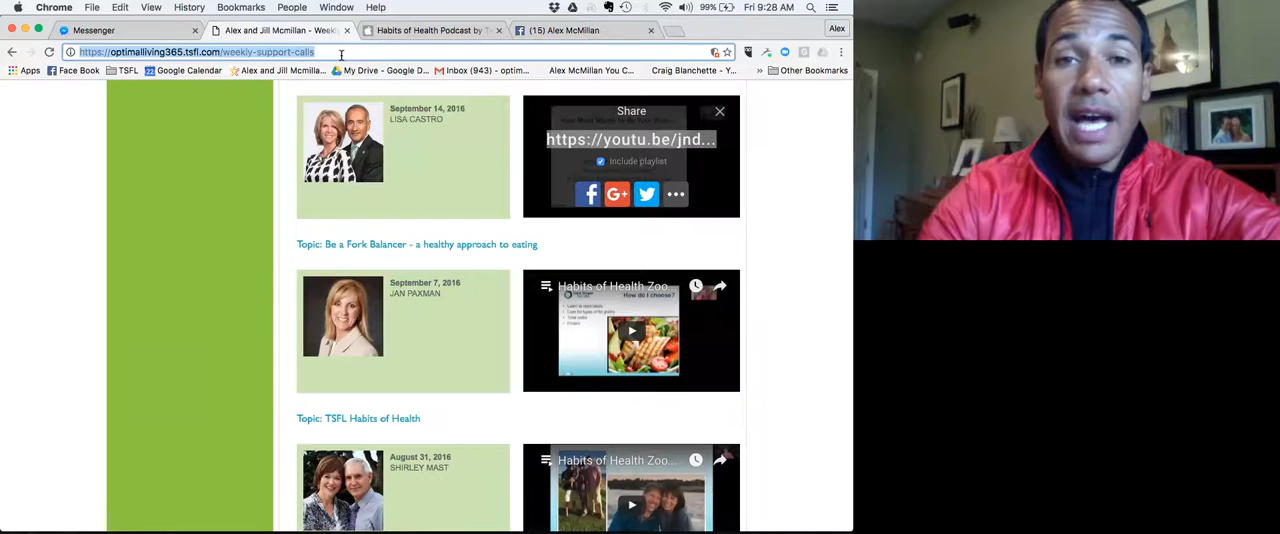 Chrome File Edit View History Bookmarks People Window Help 99% Fri 9:28 AM
Messenger
Alex and Jill Mcmillan - Weekly
Habits of Health Podcast by T
(15) Alex McMillan
Alex
https://optimalliving365.tsfl.com/weekly-support-calls
Apps Face Book TSFL 22 Google Calendar Alex and Jill Mcmilla... My Drive - Google D... Inbox (943) - optim... Alex McMillan You C... Craig Blanchette - Y... » Other Bookmarks
September 14, 2016
LISA CASTRO
Share
https://youtu.be/jnd...
Include playlist
Topic: Be a Fork Balancer - a healthy approach to eating
September 7, 2016
JAN PAXMAN
Habits of Health Zoo...
How do I choose?
Topic: TSFL Habits of Health
August 31, 2016
SHIRLEY MAST
Habits of Health Zoo...